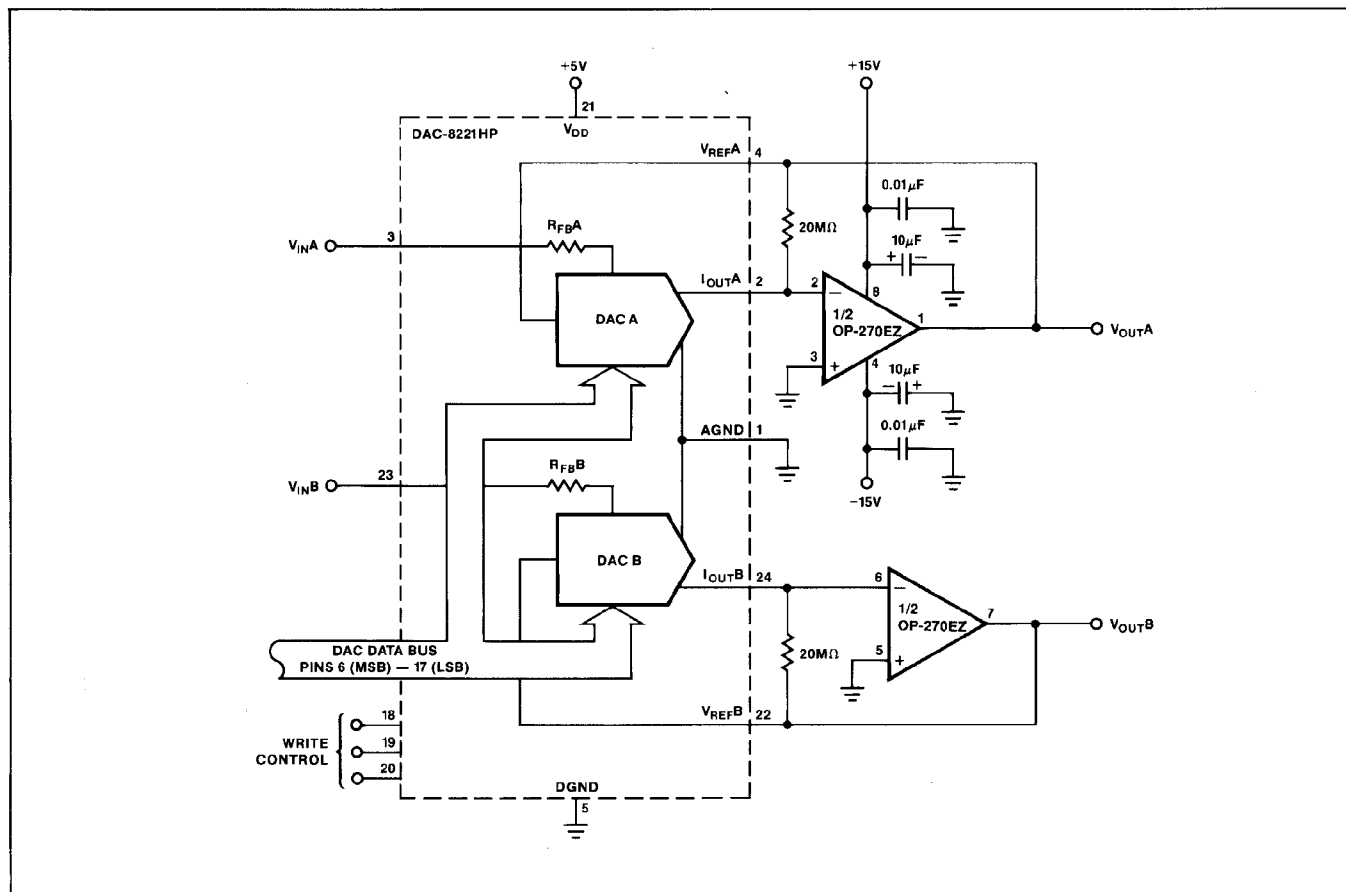 +5V
+15V
21
DAC-8221HP
VDD
VREFA 4
0.01μF
RFBA
20MΩ
10μF
+ −
VINA
3
IOUTA 2
2
−
8
DAC A
1/2
OP-270EZ
1
VOUTA
3
+
4
10μF
− +
AGND 1
0.01μF
RFBB
VINB
23
−15V
DAC B
IOUTB 24
6
−
1/2
OP-270EZ
7
VOUTB
20MΩ
5
+
DAC DATA BUS
PINS 6 (MSB) — 17 (LSB)
VREFB 22
18
WRITE
CONTROL
19
20
DGND
5